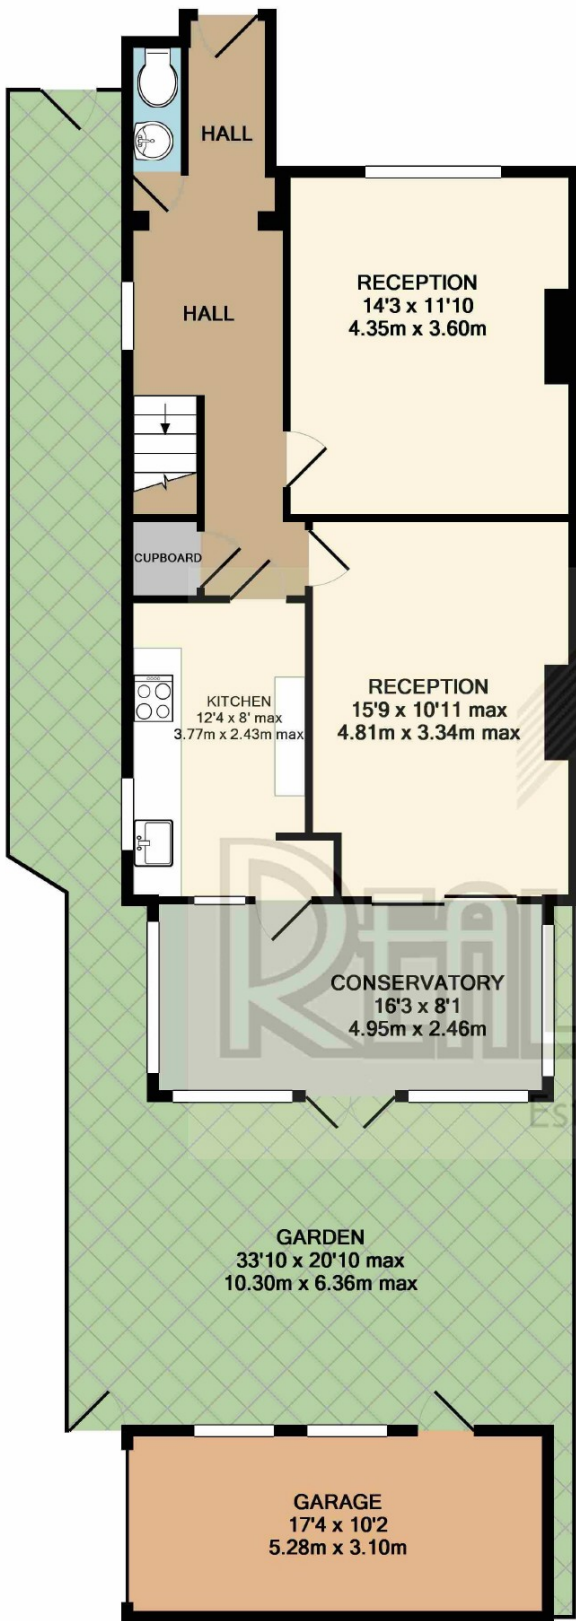 HALL
RECEPTION
14'3 x 11'10
4.35m x 3.60m
HALL
CUPBOARD
KITCHEN
12'4 x 8' max
3.77m x 2.43m max
RECEPTION
15'9 x 10'11 max
4.81m x 3.34m max
REAL
CONSERVATORY
16'3 x 8'1
4.95m x 2.46m
GARDEN
33'10 x 20'10 max
10.30m x 6.36m max
GARAGE
17'4 x 10'2
5.28m x 3.10m